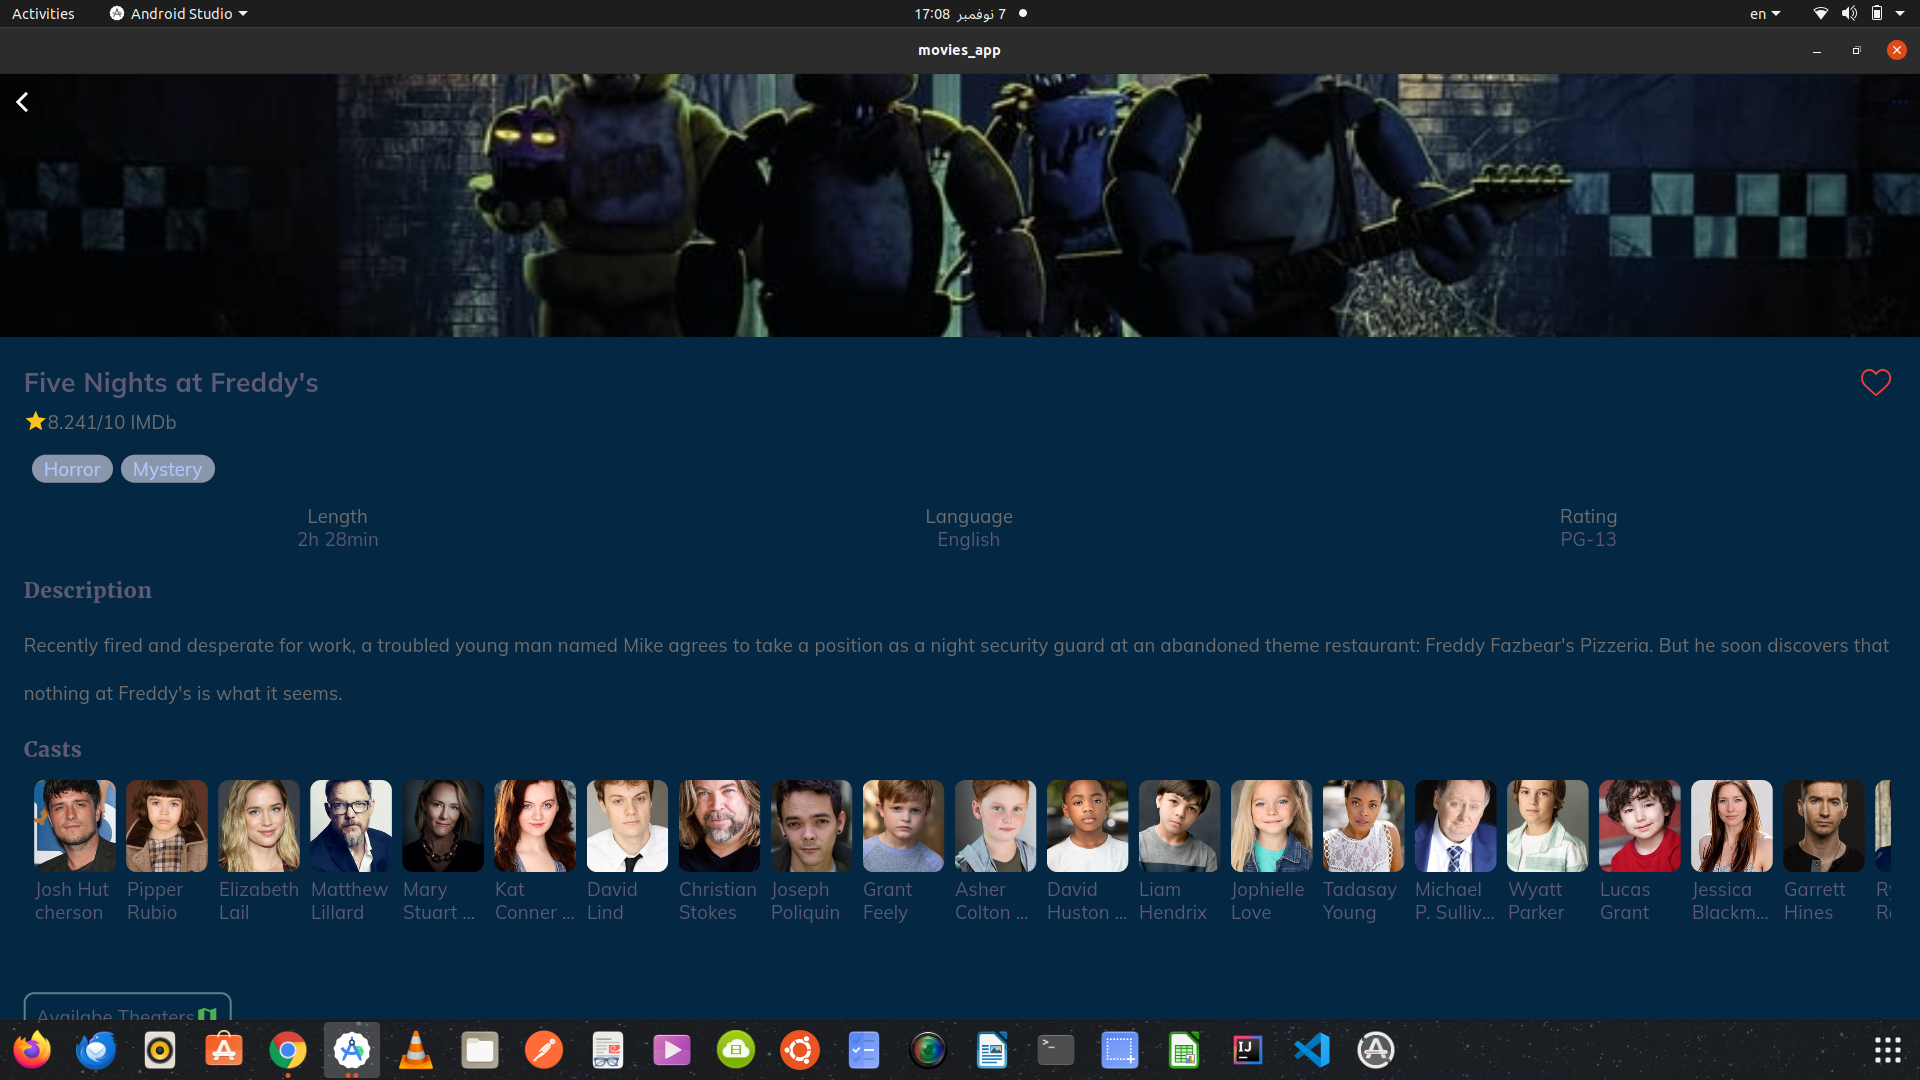 Activities Android Studio 17:08 7 نوفمبر en
movies_app
Five Nights at Freddy's
8.241/10 IMDb
Horror Mystery
Length Language Rating
2h 28min English PG-13
Description
Recently fired and desperate for work, a troubled young man named Mike agrees to take a position as a night security guard at an abandoned theme restaurant: Freddy Fazbear's Pizzeria. But he soon discovers that
nothing at Freddy's is what it seems.
Casts
Josh Hut Pipper Elizabeth Matthew Mary Kat David Christian Joseph Grant Asher David Liam Jophielle Tadasay Michael Wyatt Lucas Jessica Garrett
cherson Rubio Lail Lillard Stuart ... Conner ... Lind Stokes Poliquin Feely Colton ... Huston ... Hendrix Love Young P. Sulliv... Parker Grant Blackm... Hines
Availabe Theaters